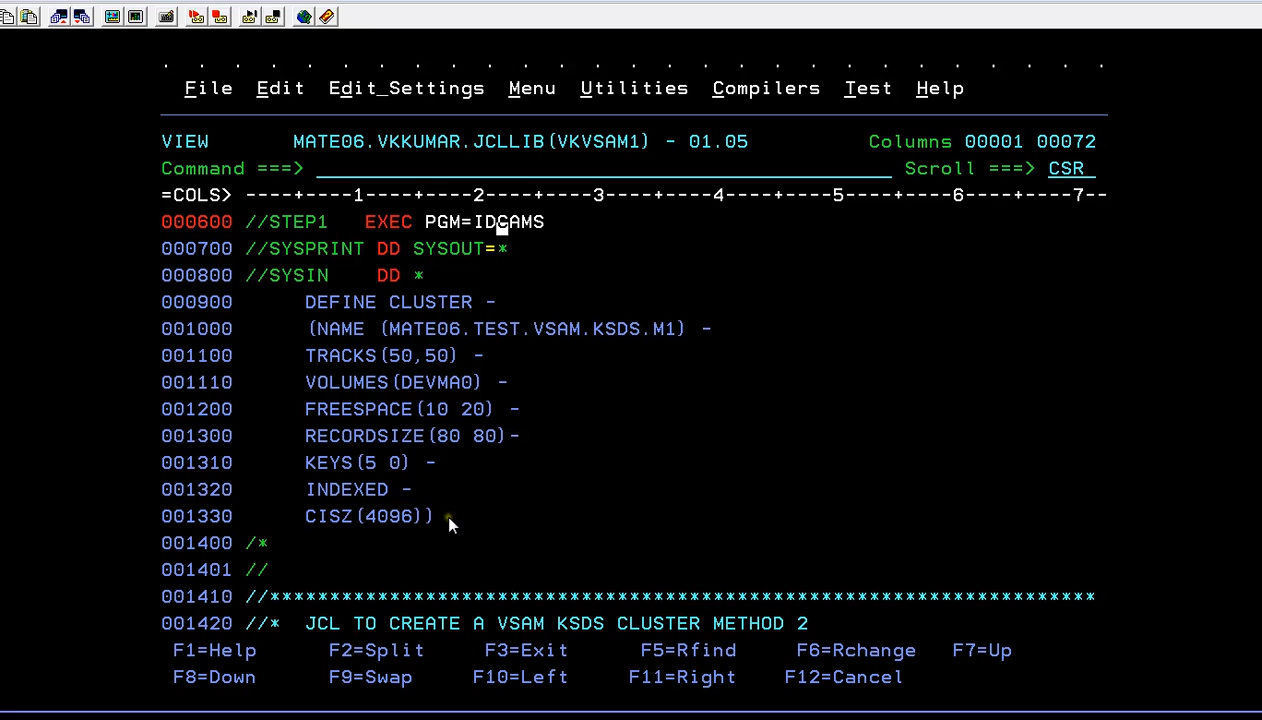 File  Edit  Edit_Settings  Menu  Utilities  Compilers  Test  Help
VIEW       MATE06.VKKUMAR.JCLLIB(VKVSAM1) - 01.05          Columns 00001 00072
Command ===>                                                  Scroll ===> CSR
=COLS> ----+----1----+----2----+----3----+----4----+----5----+----6----+----7--
000600 //STEP1   EXEC PGM=IDCAMS
000700 //SYSPRINT DD SYSOUT=*
000800 //SYSIN    DD *
000900      DEFINE CLUSTER -
001000      (NAME (MATE06.TEST.VSAM.KSDS.M1) -
001100      TRACKS(50,50) -
001110      VOLUMES(DEVMA0) -
001200      FREESPACE(10 20) -
001300      RECORDSIZE(80 80)-
001310      KEYS(5 0) -
001320      INDEXED -
001330      CISZ(4096))
001400 /*
001401 //
001410 //*********************************************************************
001420 //*  JCL TO CREATE A VSAM KSDS CLUSTER METHOD 2
F1=Help      F2=Split     F3=Exit      F5=Rfind     F6=Rchange   F7=Up
F8=Down      F9=Swap     F10=Left     F11=Right    F12=Cancel